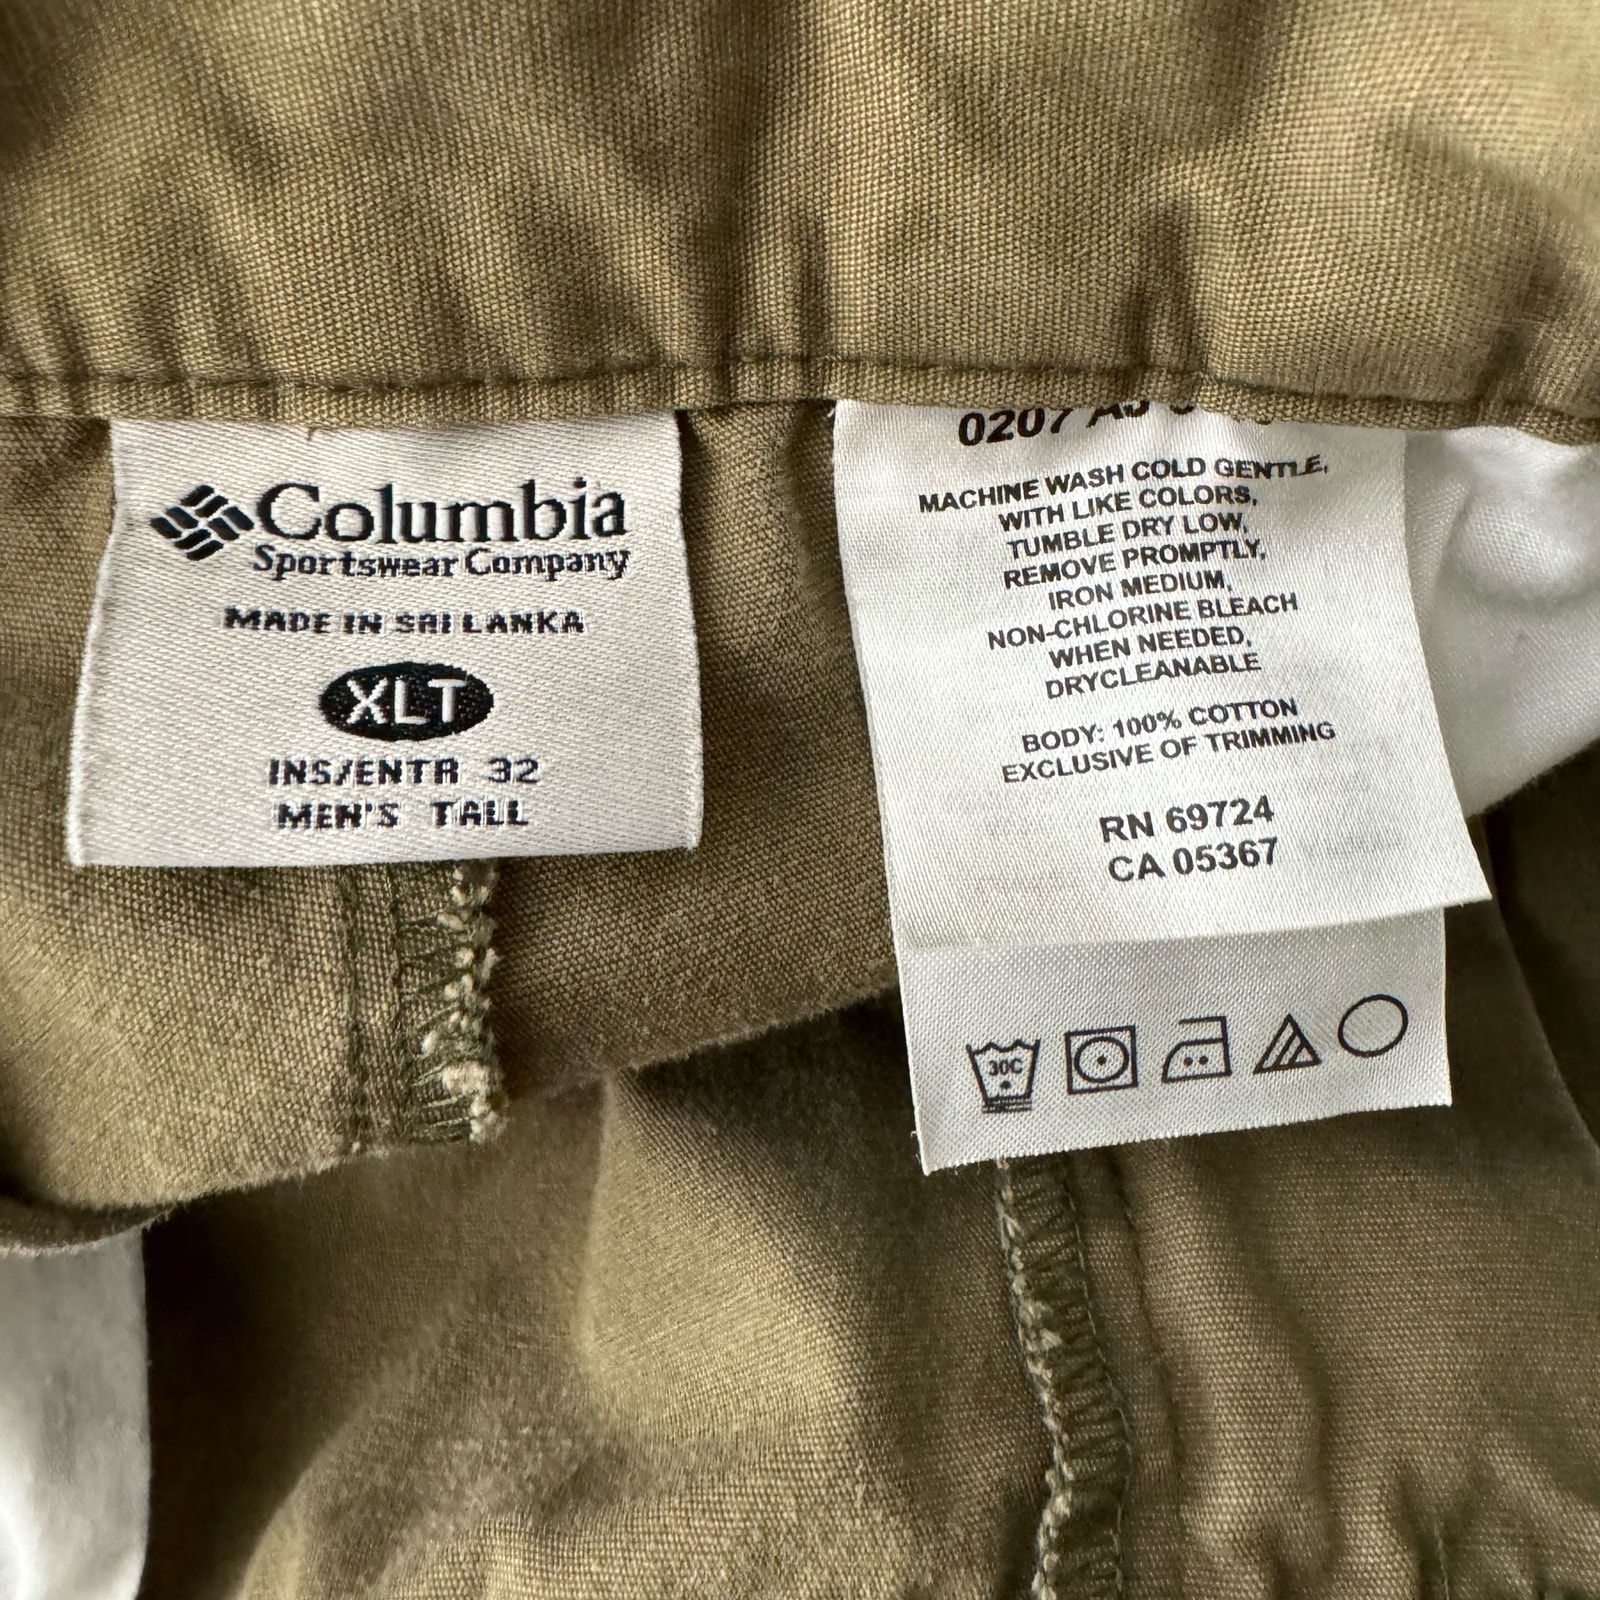 Columbia
Sportswear Company
MADE IN SRI LANKA
XLT
INS/ENTR 32
MEN'S TALL
0207
MACHINE WASH COLD GENTLE,
WITH LIKE COLORS,
TUMBLE DRY LOW,
REMOVE PROMPTLY,
IRON MEDIUM,
NON-CHLORINE BLEACH
WHEN NEEDED,
DRYCLEANABLE
BODY: 100% COTTON
EXCLUSIVE OF TRIMMING
RN 69724
CA 05367
30C